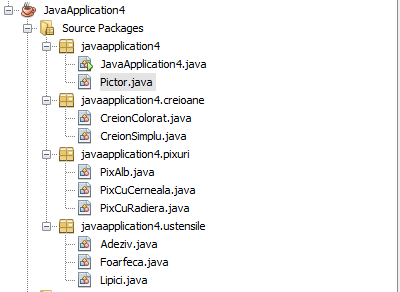 JavaApplication4
Source Packages
javaapplication4
JavaApplication4.java
Pictor.java
javaapplication4.creioane
CreionColorat.java
CreionSimplu.java
javaapplication4.pixuri
PixAlb.java
PixCuCerneala.java
PixCuRadiera.java
javaapplication4.ustensile
Adeziv.java
Foarfeca.java
Lipici.java